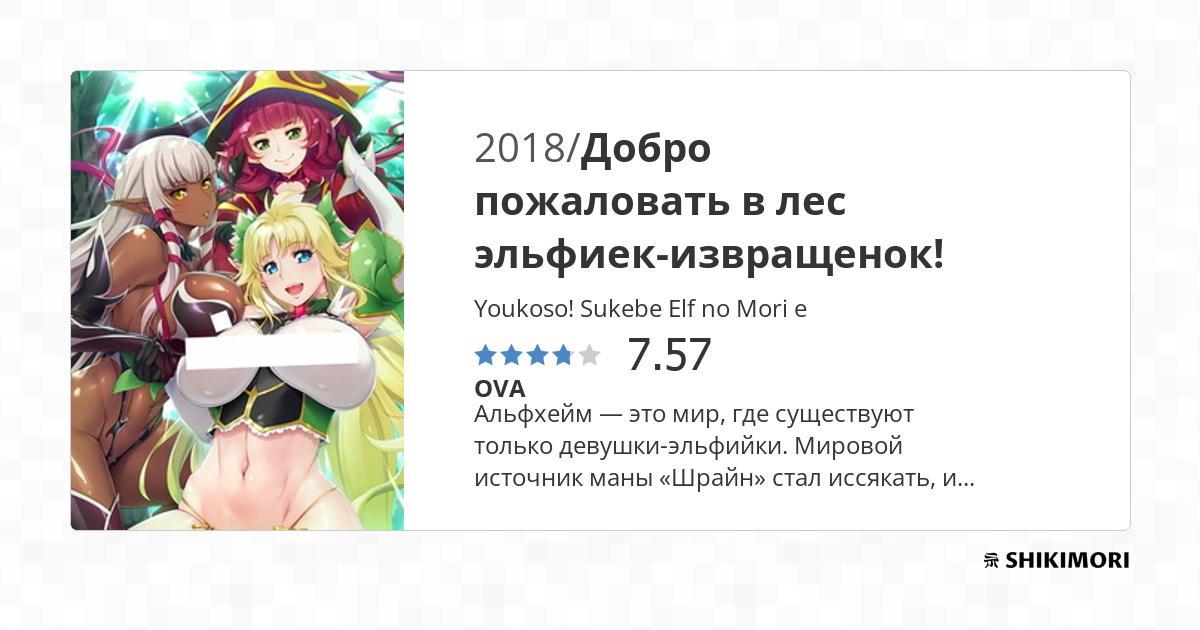 2018/Добро
пожаловать в лес
эльфиек-извращенок!
Youkoso! Sukebe Elf no Mori e
7.57
OVA
Альфхейм — это мир, где существуют
только девушки-эльфийки. Мировой
источник маны «Шрайн» стал иссякать, и...
SHIKIMORI